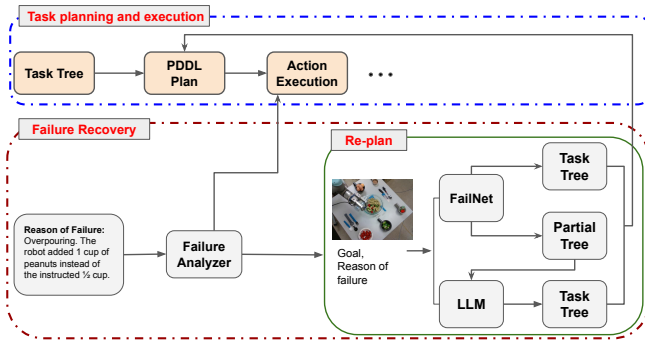 Task planning and execution
Task Tree
PDDL
Plan
Action
Execution
Failure Recovery
Re-plan
Reason of Failure:
Overpouring. The
robot added 1 cup of
peanuts instead of
the instructed ½ cup.
Failure
Analyzer
Goal,
Reason of
failure
FailNet
LLM
Task
Tree
Partial
Tree
Task
Tree